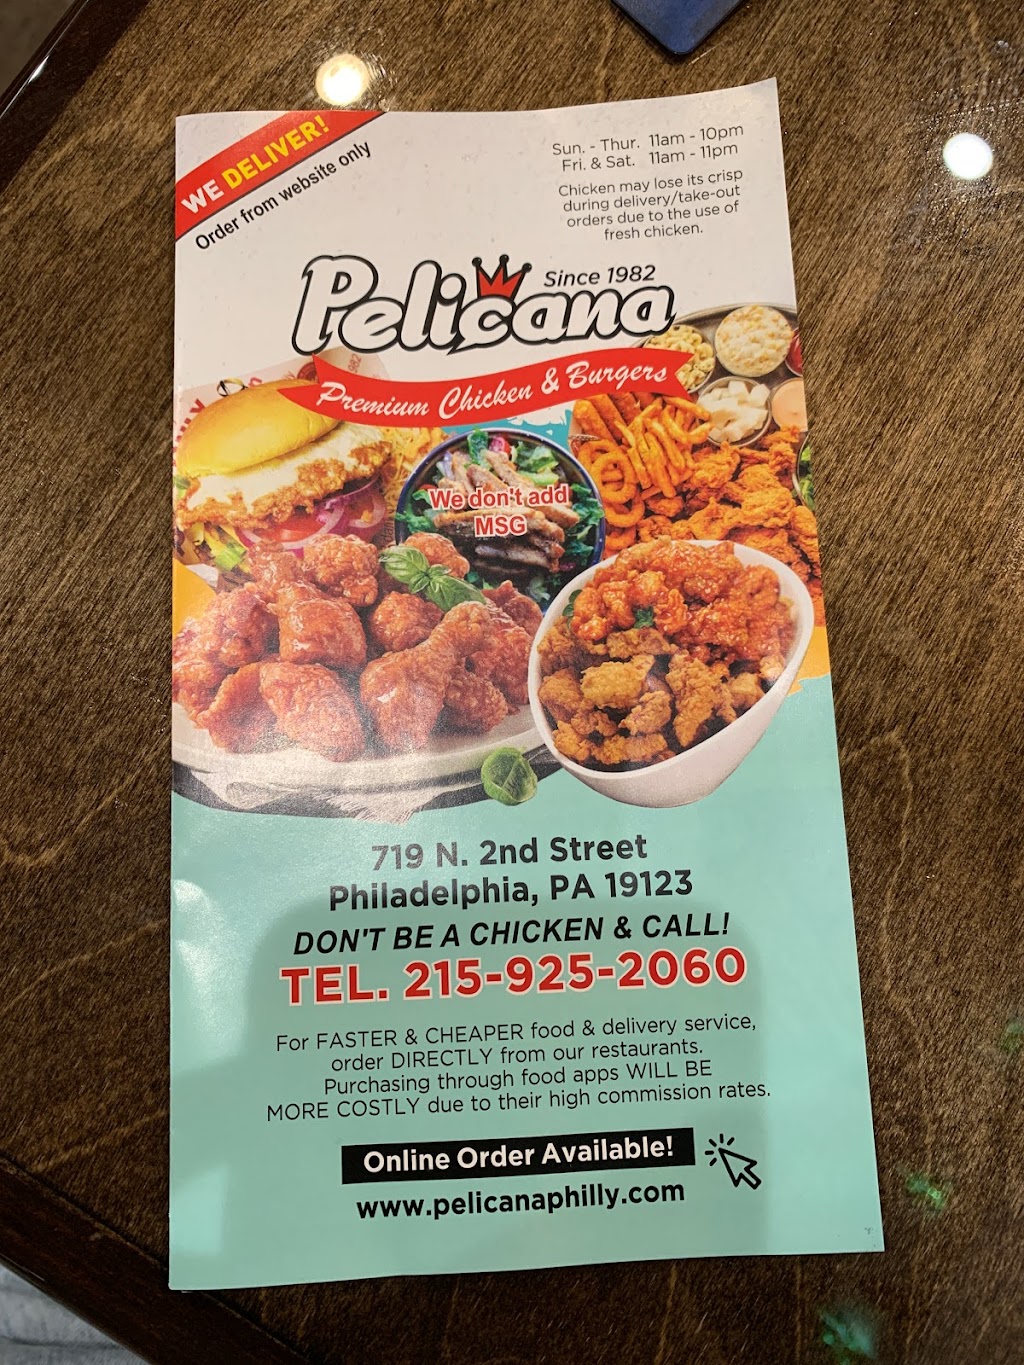 WE DELIVER!
Order from website only
Sun. - Thur. 11am - 10pm
Fri. & Sat. 11am - 11pm
Chicken may lose its crisp
during delivery/take-out
orders due to the use of
fresh chicken.
Since 1982
Pelicana
Premium Chicken & Burgers
We don't add
MSG
719 N. 2nd Street
Philadelphia, PA 19123
DON'T BE A CHICKEN & CALL!
TEL. 215-925-2060
For FASTER & CHEAPER food & delivery service,
order DIRECTLY from our restaurants.
Purchasing through food apps WILL BE
MORE COSTLY due to their high commission rates.
Online Order Available!
www.pelicanaphilly.com